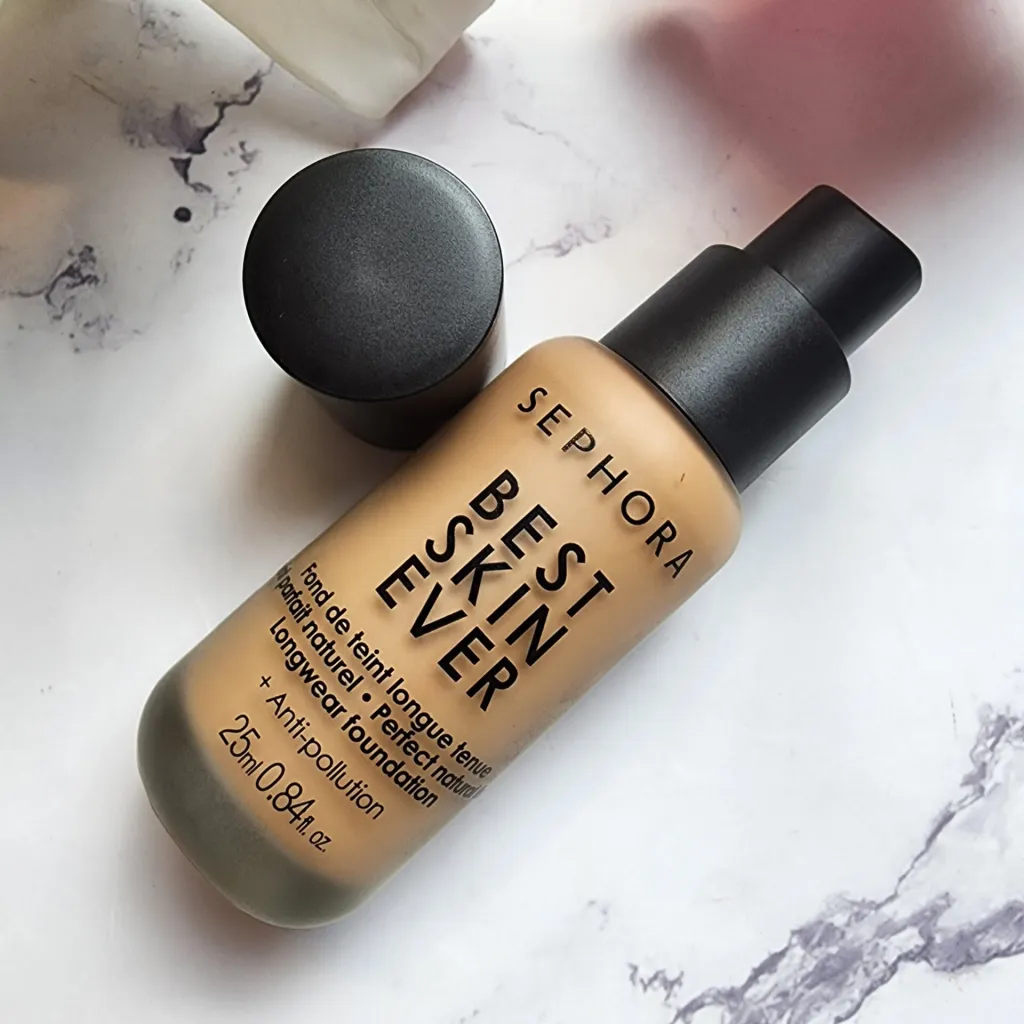 SEPHORA
BEST
SKIN
EVER
Fond de teint longue tenue
parfait naturel • Perfect natural
Longwear foundation
+ Anti-pollution
25ml 0.84 fl. oz.